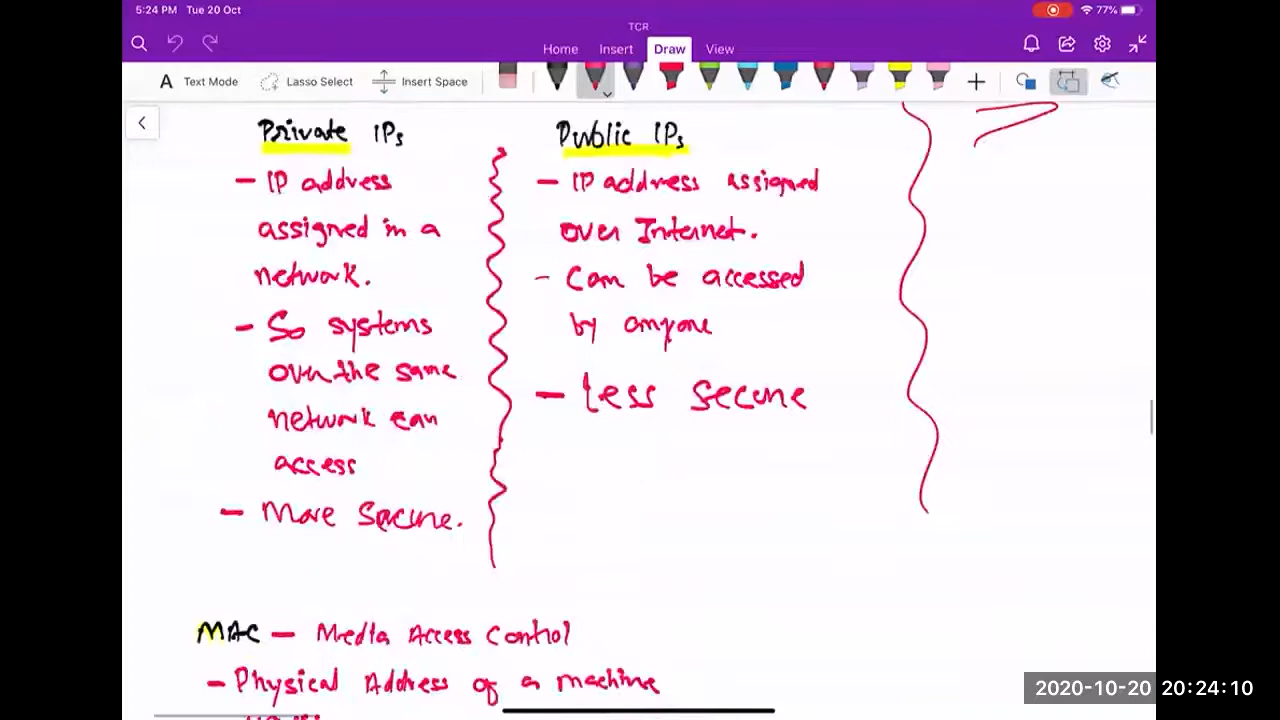 5:24 PM Tue 20 Oct
77%
TCR
Home Insert Draw View
Text Mode Lasso Select Insert Space
Private IPs
- IP address
assigned in a
network.
- So systems
over the same
network can
access
- More Secure.
Public IPs
- IP address assigned
over Internet.
- Can be accessed
by anyone
- Less secure
MAC - Media Access Control
- Physical Address of a machine
2020-10-20 20:24:10